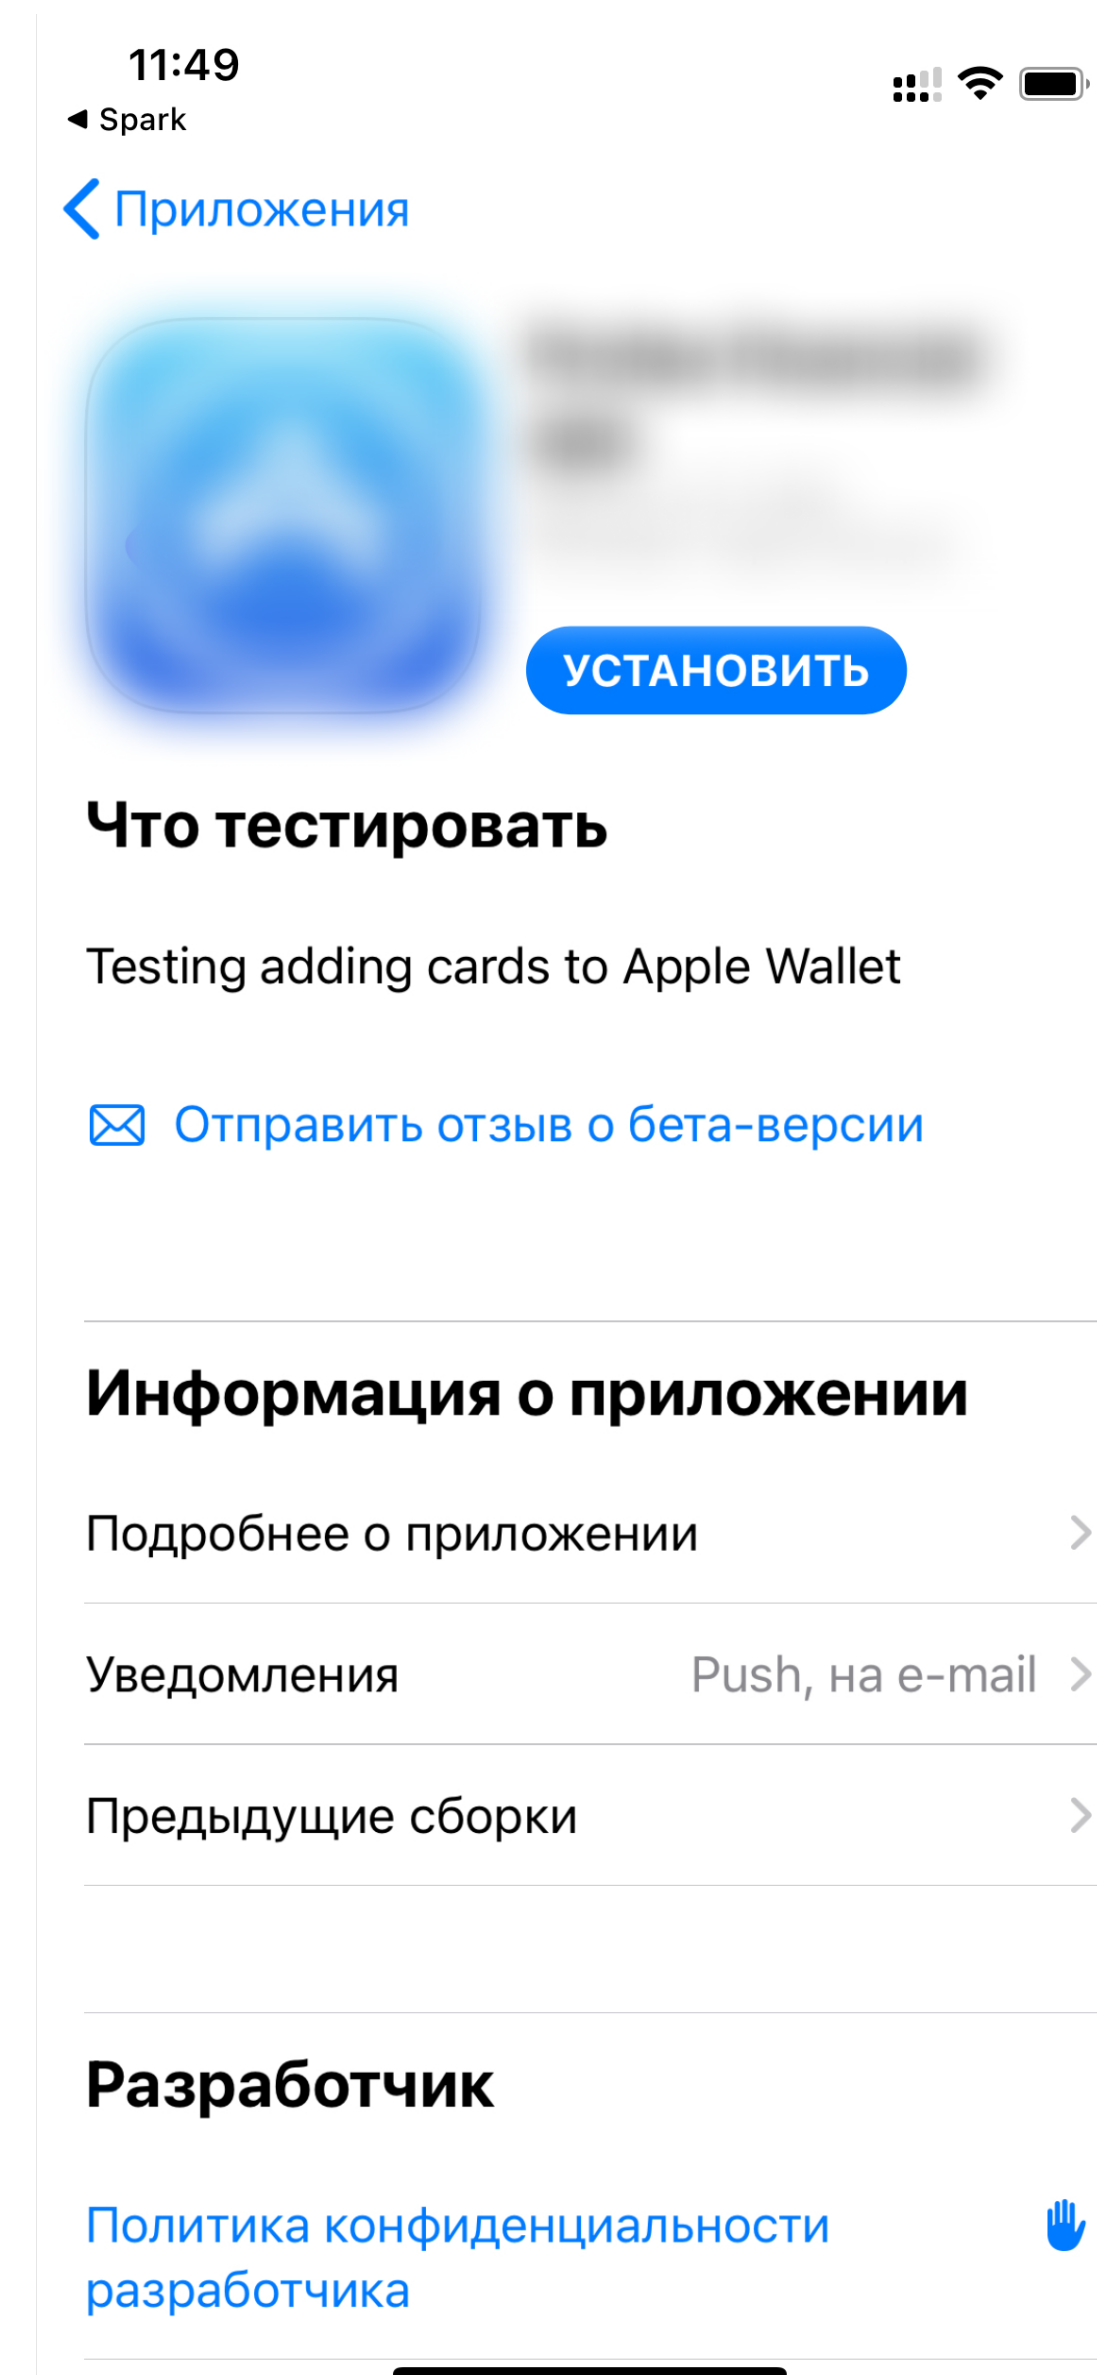 11:49
◀ Spark
Приложения
УСТАНОВИТЬ
Что тестировать
Testing adding cards to Apple Wallet
Отправить отзыв о бета-версии
Информация о приложении
Подробнее о приложении
Уведомления Push, на e-mail
Предыдущие сборки
Разработчик
Политика конфиденциальности
разработчика